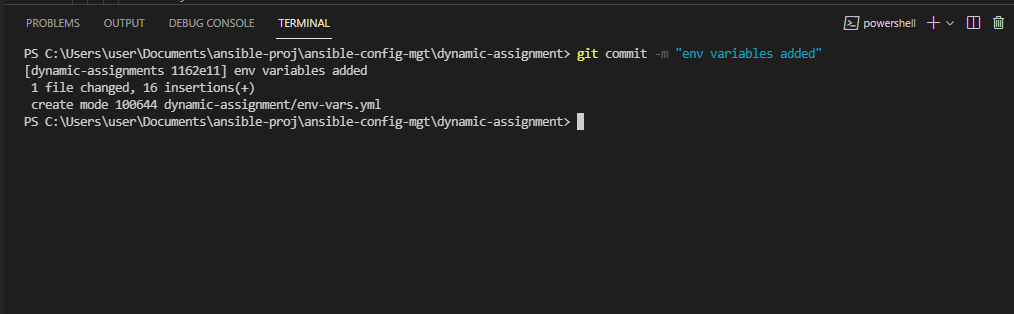 PROBLEMS OUTPUT DEBUG CONSOLE TERMINAL powershell
PS C:\Users\user\Documents\ansible-proj\ansible-config-mgt\dynamic-assignment> git commit -m "env variables added"
[dynamic-assignments 1162e11] env variables added
 1 file changed, 16 insertions(+)
 create mode 100644 dynamic-assignment/env-vars.yml
PS C:\Users\user\Documents\ansible-proj\ansible-config-mgt\dynamic-assignment>